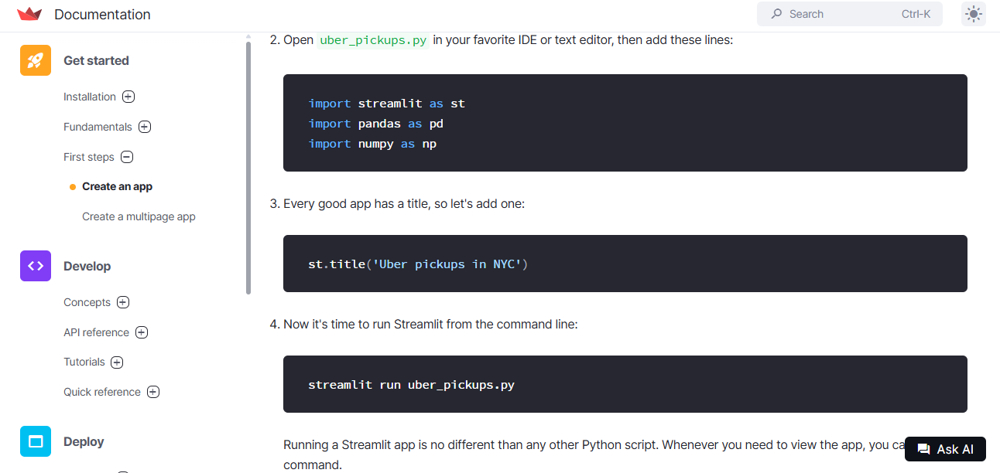 Documentation
Search
Ctrl-K
Get started
Installation
Fundamentals
First steps
Create an app
Create a multipage app
Develop
Concepts
API reference
Tutorials
Quick reference
Deploy
2. Open uber_pickups.py in your favorite IDE or text editor, then add these lines:
import streamlit as st
import pandas as pd
import numpy as np
3. Every good app has a title, so let's add one:
st.title('Uber pickups in NYC')
4. Now it's time to run Streamlit from the command line:
streamlit run uber_pickups.py
Running a Streamlit app is no different than any other Python script. Whenever you need to view the app, you
command.
Ask AI